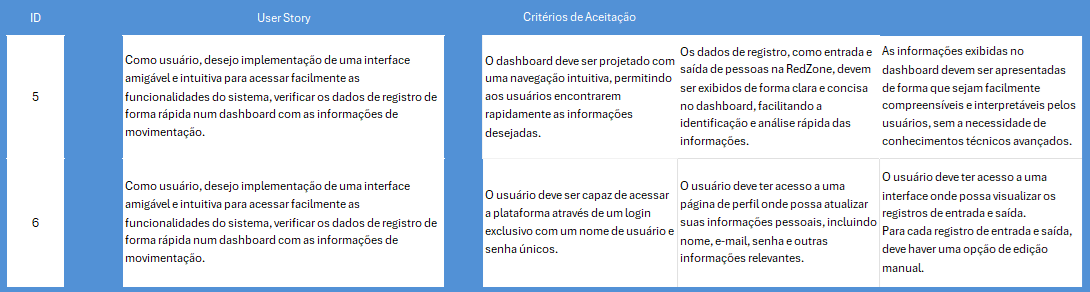 ID
User Story
Critérios de Aceitação
5
Como usuário, desejo implementação de uma interface
amigável e intuitiva para acessar facilmente as
funcionalidades do sistema, verificar os dados de registro de
forma rápida num dashboard com as informações de
movimentação.
O dashboard deve ser projetado com
uma navegação intuitiva, permitindo
aos usuários encontrarem
rapidamente as informações
desejadas.
Os dados de registro, como entrada e
saída de pessoas na RedZone, devem
ser exibidos de forma clara e concisa
no dashboard, facilitando a
identificação e análise rápida das
informações.
As informações exibidas no
dashboard devem ser apresentadas
de forma que sejam facilmente
compreensíveis e interpretáveis pelos
usuários, sem a necessidade de
conhecimentos técnicos avançados.
6
Como usuário, desejo implementação de uma interface
amigável e intuitiva para acessar facilmente as
funcionalidades do sistema, verificar os dados de registro de
forma rápida num dashboard com as informações de
movimentação.
O usuário deve ser capaz de acessar
a plataforma através de um login
exclusivo com um nome de usuário e
senha únicos.
O usuário deve ter acesso a uma
página de perfil onde possa atualizar
suas informações pessoais, incluindo
nome, e-mail, senha e outras
informações relevantes.
O usuário deve ter acesso a uma
interface onde possa visualizar os
registros de entrada e saída.
Para cada registro de entrada e saída,
deve haver uma opção de edição
manual.